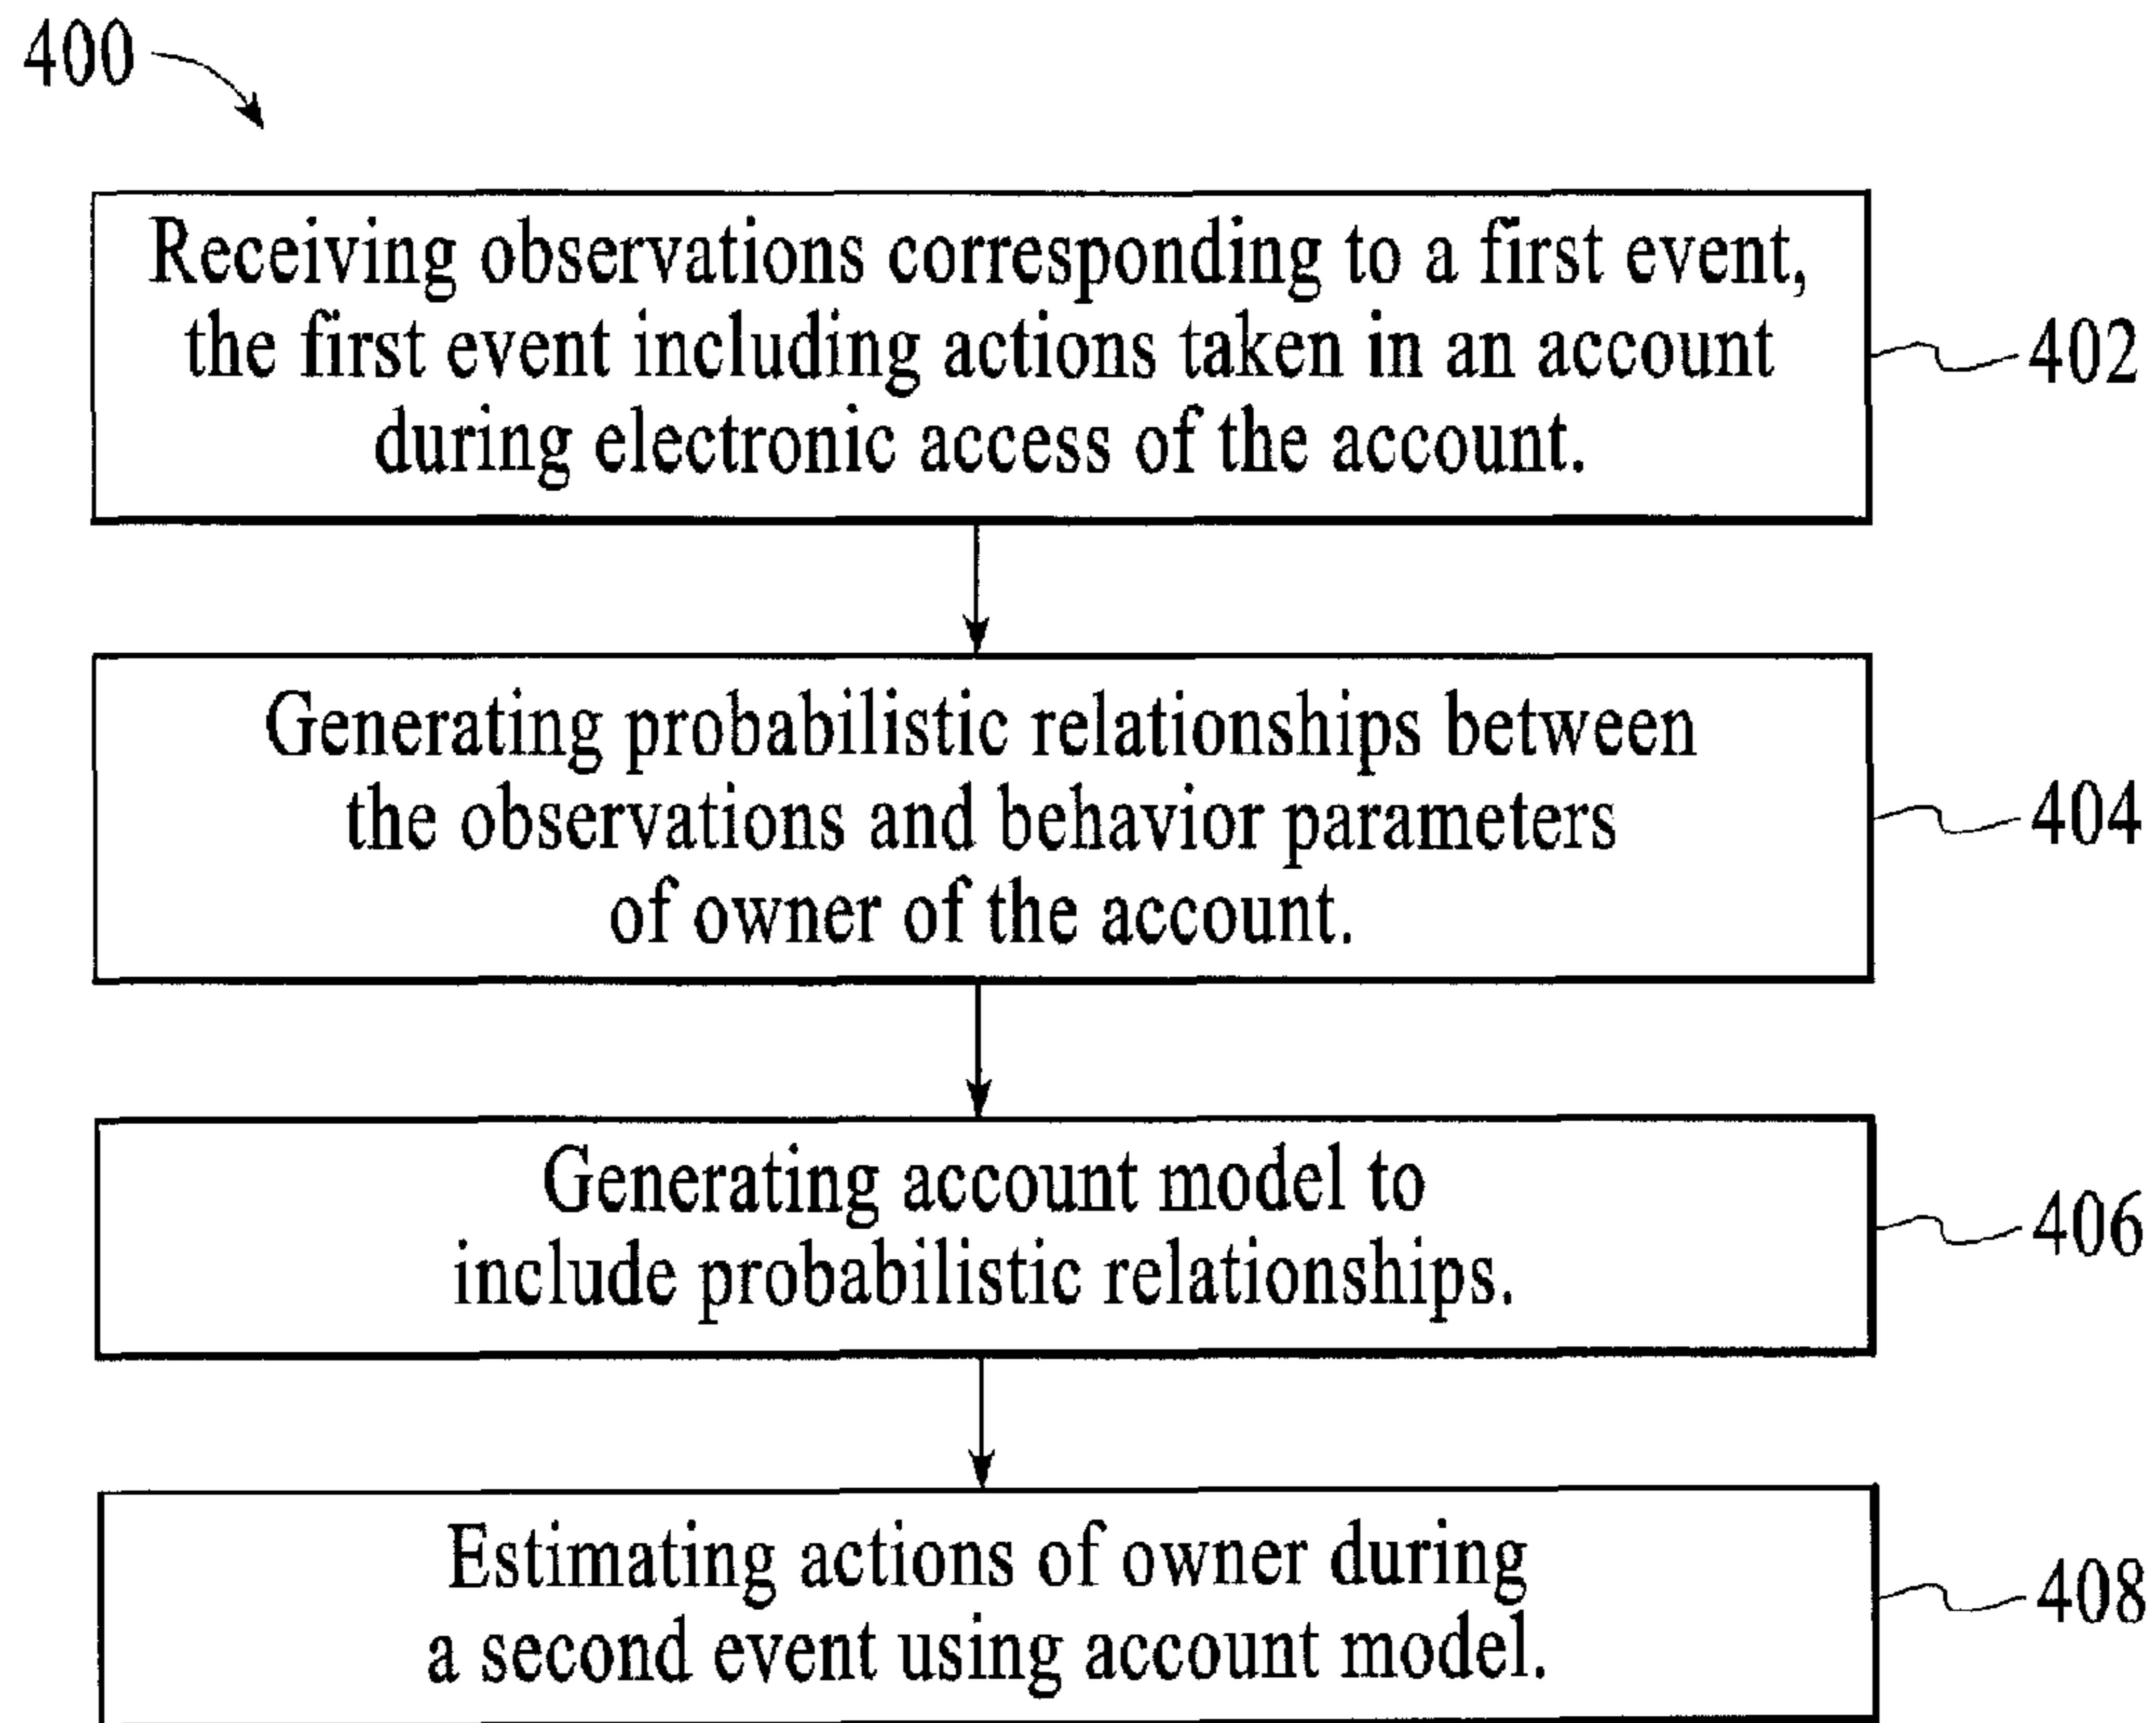 400
Receiving observations corresponding to a first event,
the first event including actions taken in an account
during electronic access of the account.
402
Generating probabilistic relationships between
the observations and behavior parameters
of owner of the account.
404
Generating account model to
include probabilistic relationships.
406
Estimating actions of owner during
a second event using account model.
408